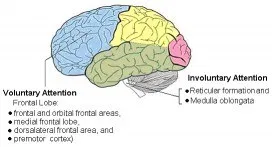 Voluntary Attention
Frontal Lobe:
• frontal and orbital frontal areas,
• medial frontal lobe,
• dorsalateral frontal area, and
• premotor cortex)
Involuntary Attention
• Reticular formation and
• Medulla oblongata